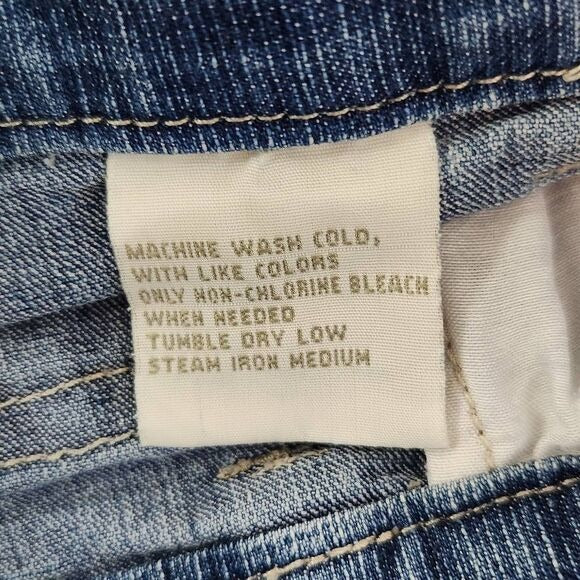 MACHINE WASH COLD,
WITH LIKE COLORS
ONLY NON-CHLORINE BLEACH
WHEN NEEDED
TUMBLE DRY LOW
STEAM IRON MEDIUM